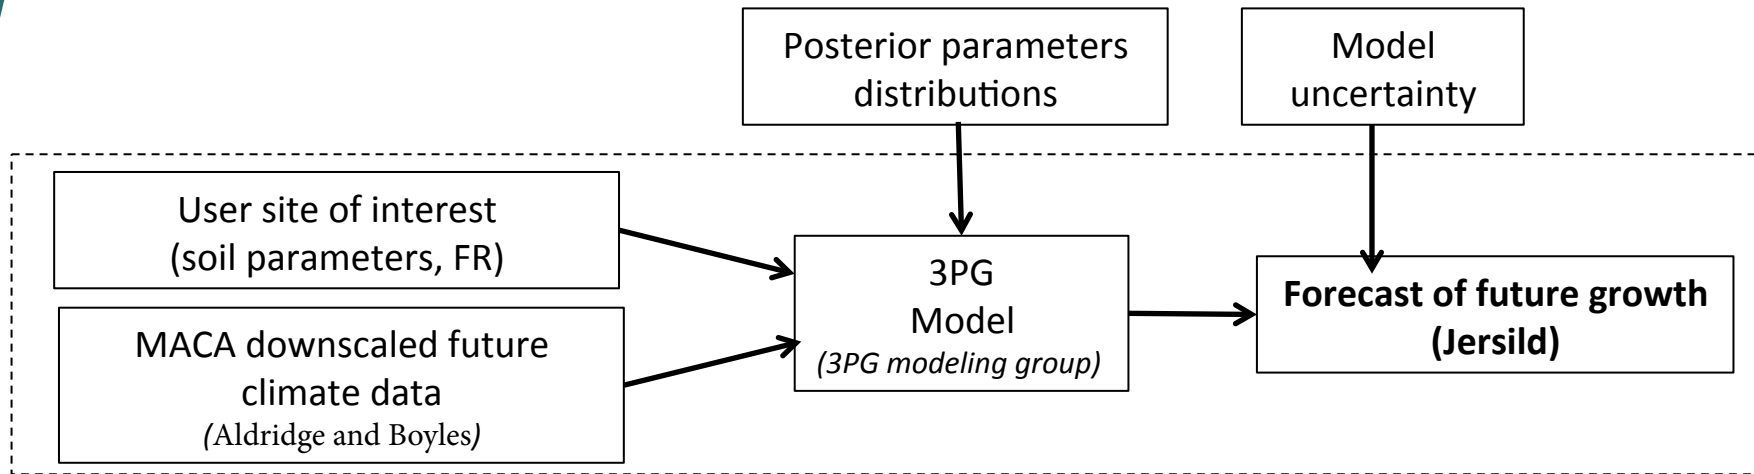 Posterior parameters
distributions
Model
uncertainty
User site of interest
(soil parameters, FR)
MACA downscaled future
climate data
(Aldridge and Boyles)
3PG
Model
(3PG modeling group)
Forecast of future growth
(Jersild)